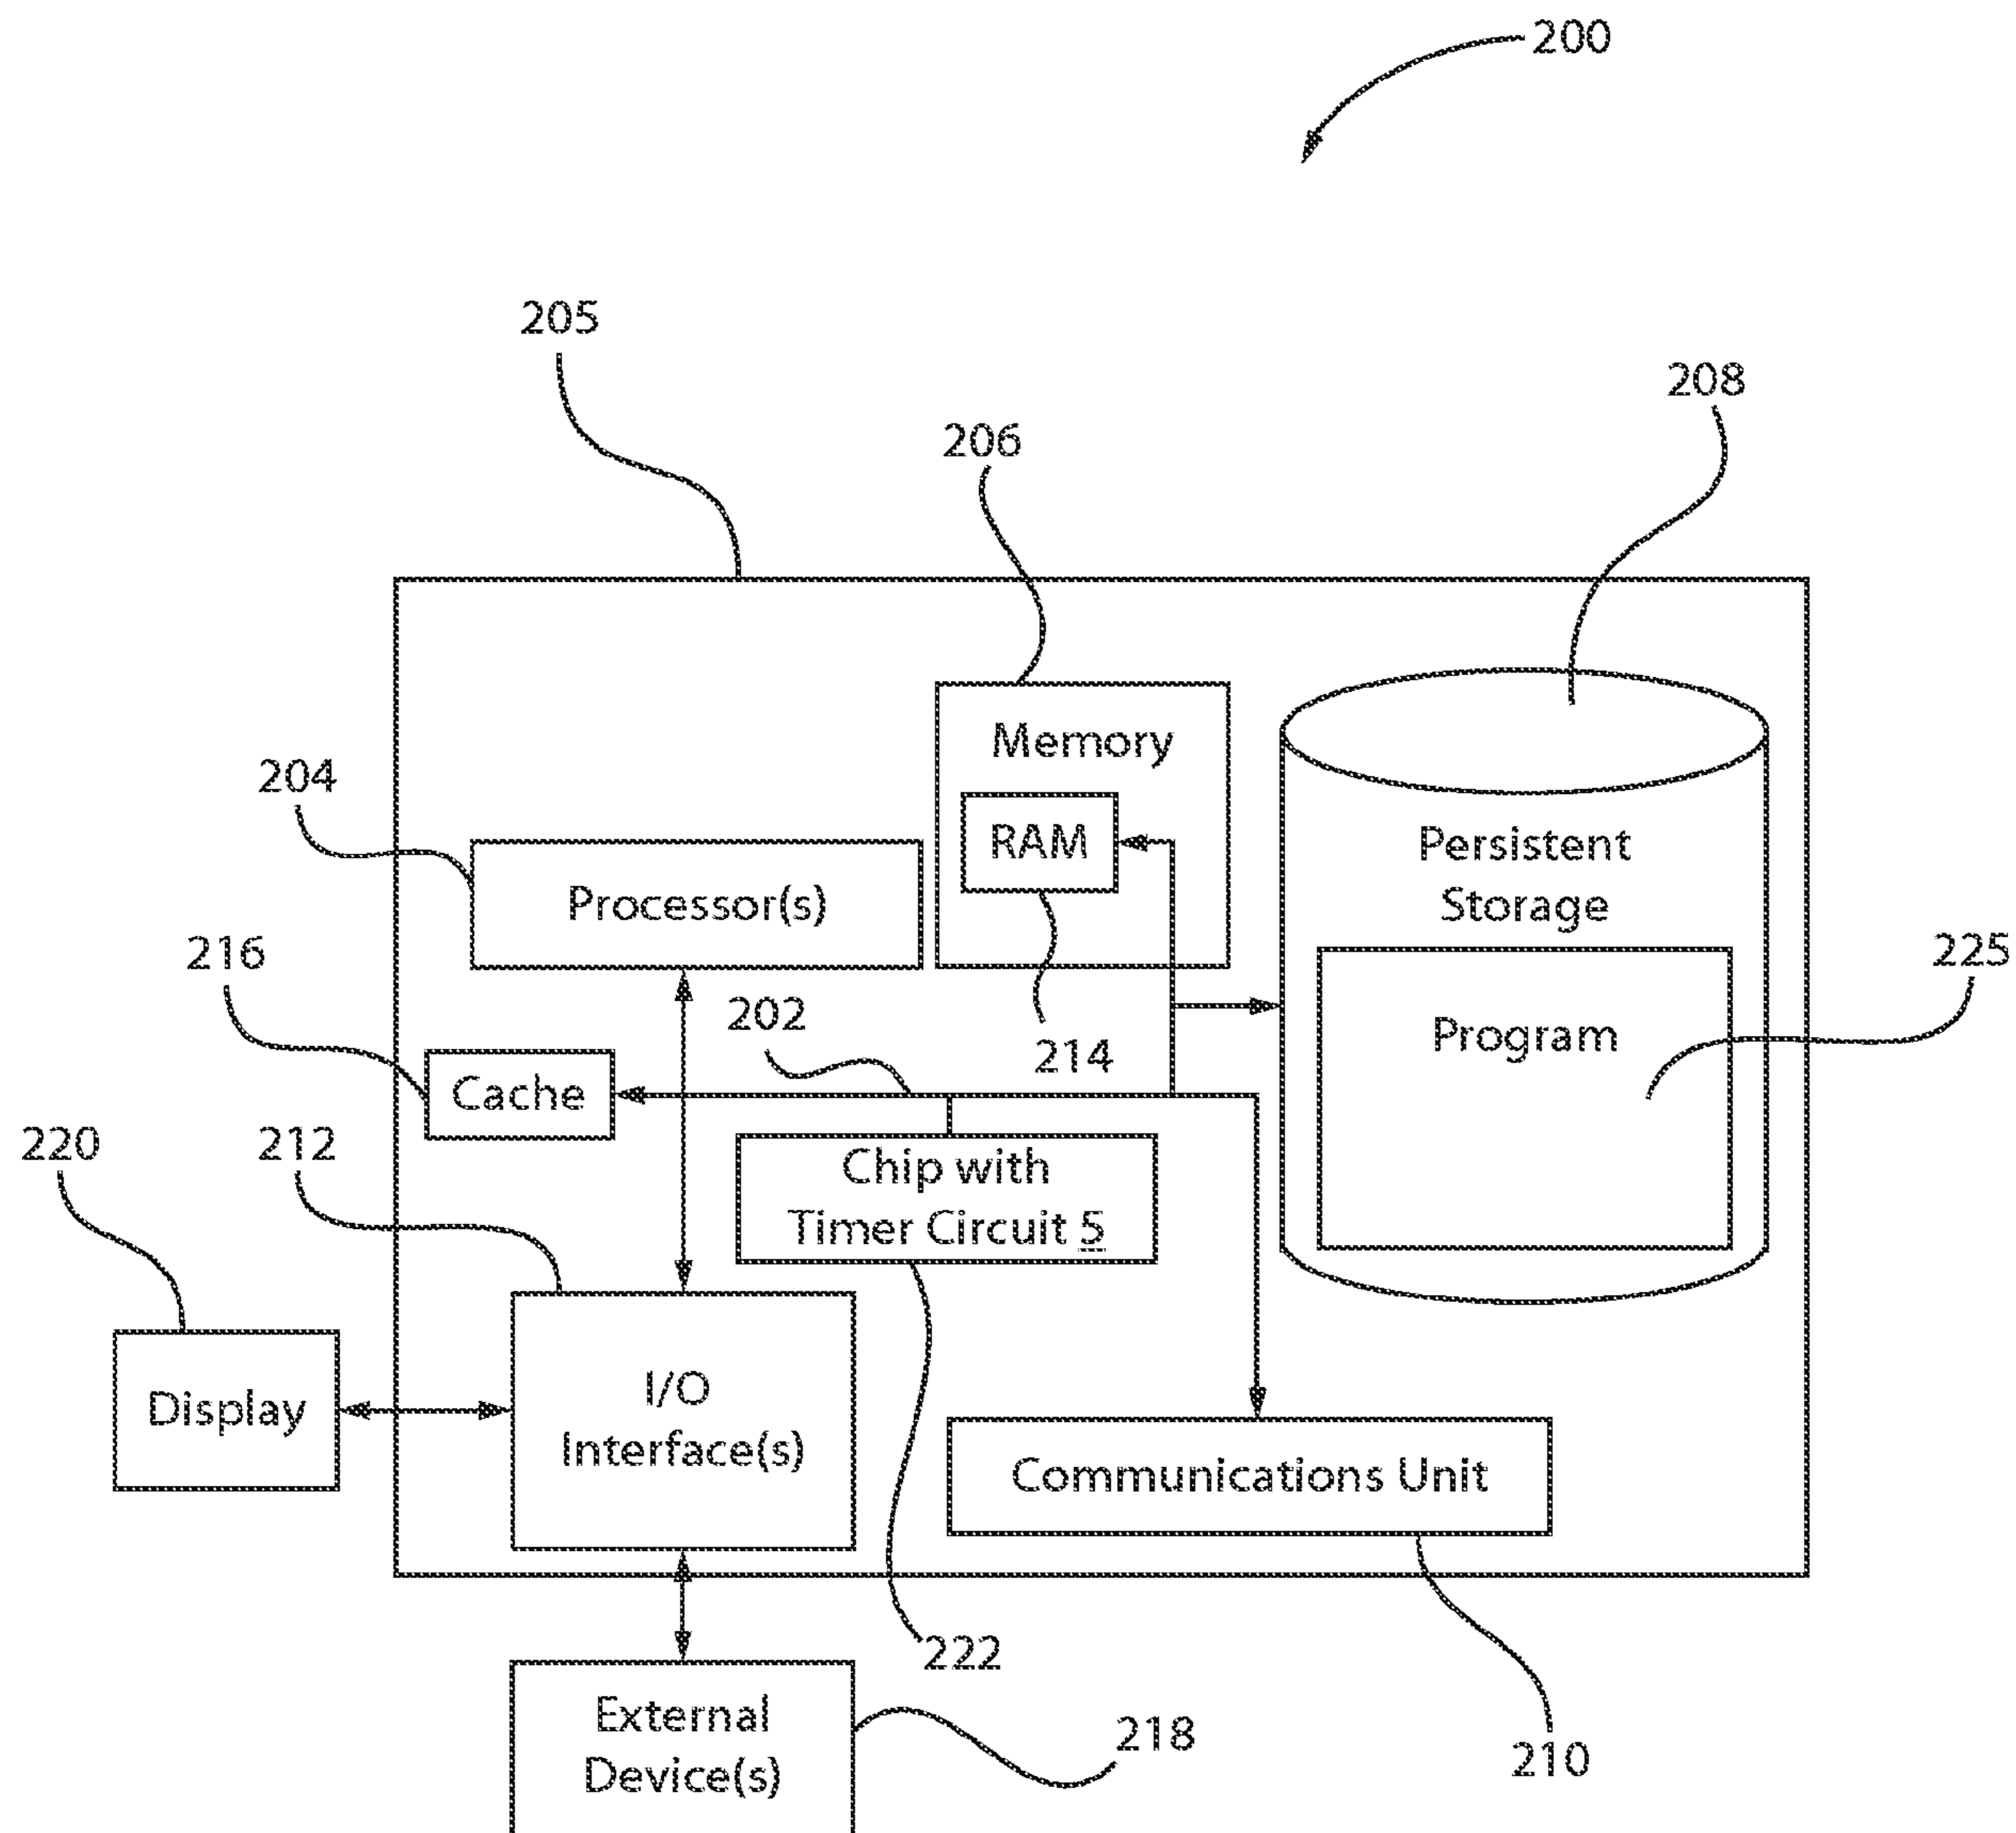 200
205
208
206
Memory
204
RAM
Persistent
Storage
Processor(s)
216
225
202
214
Program
Cache
220
212
Chip with
Timer Circuit 5
I/O
Interface(s)
Display
Communications Unit
222
External
Device(s)
218
210